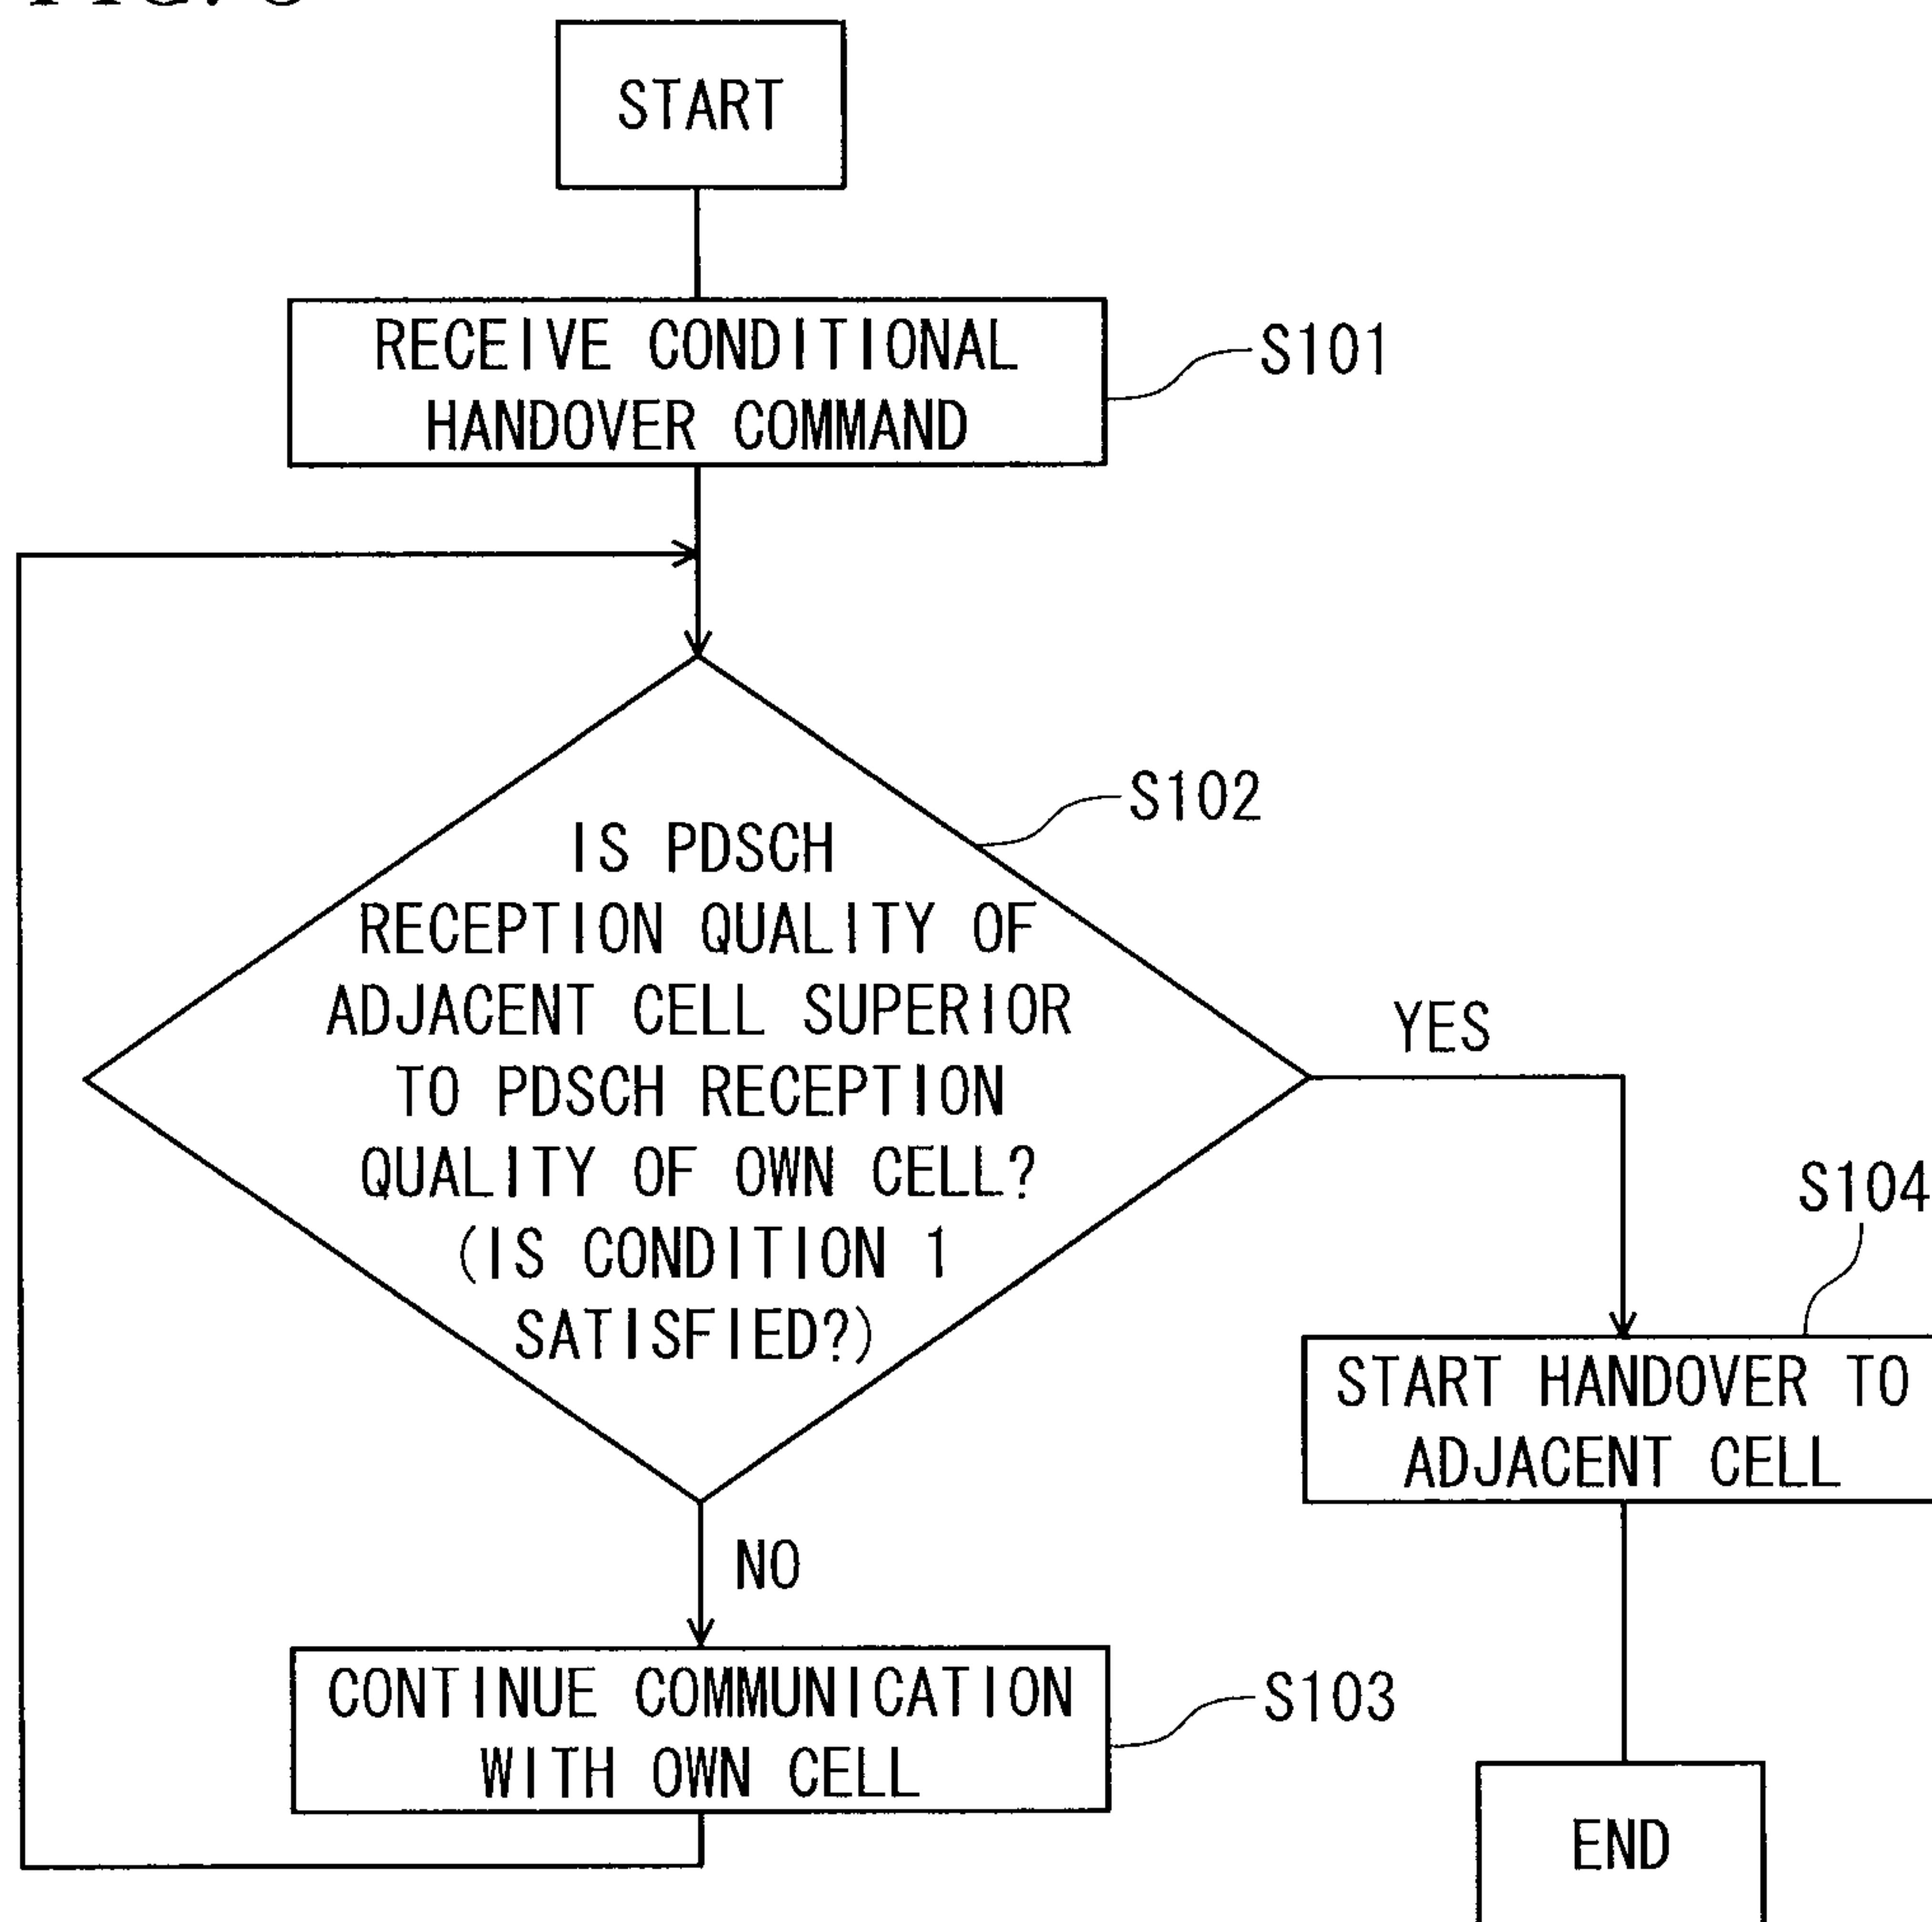 START
RECEIVE CONDITIONAL
HANDOVER COMMAND
S101
S102
IS PDSCH
RECEPTION QUALITY OF
ADJACENT CELL SUPERIOR
TO PDSCH RECEPTION
QUALITY OF OWN CELL?
(IS CONDITION 1
SATISFIED?)
YES
S104
START HANDOVER TO
ADJACENT CELL
NO
CONTINUE COMMUNICATION
WITH OWN CELL
S103
END